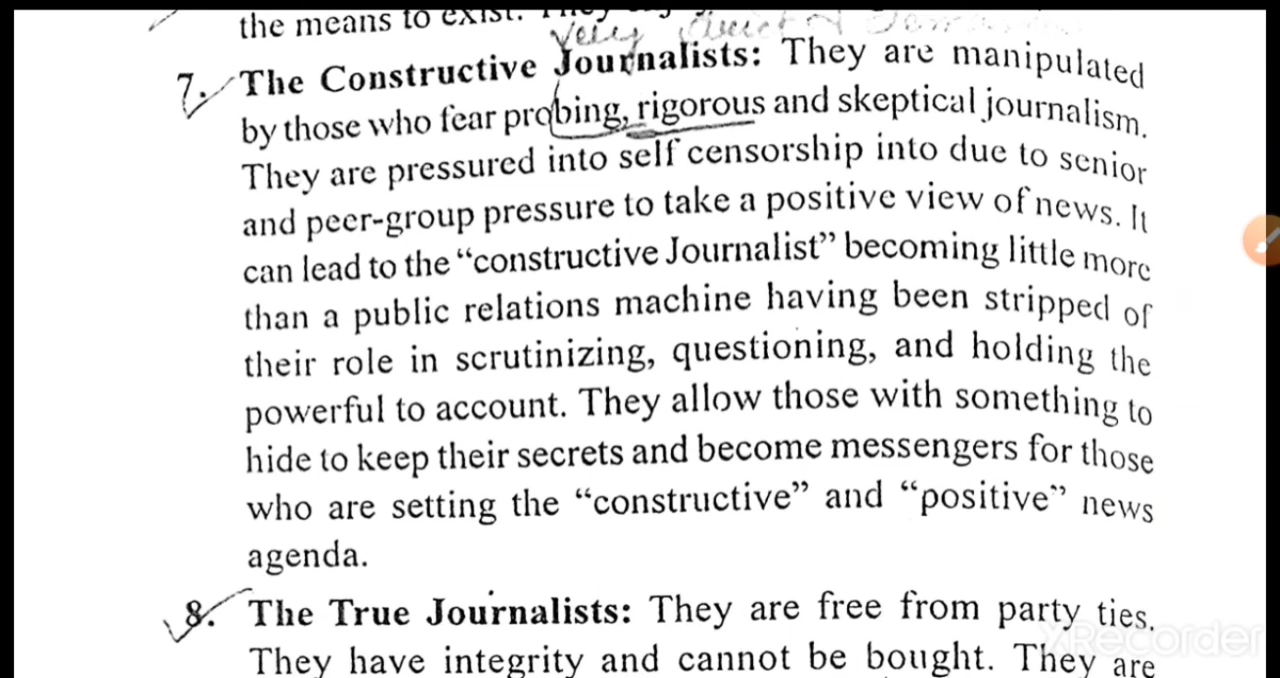 the means to exist. They
very
7. The Constructive Journalists: They are manipulated
by those who fear probing, rigorous and skeptical journalism.
They are pressured into self censorship into due to senior
and peer-group pressure to take a positive view of news. It
can lead to the “constructive Journalist” becoming little more
than a public relations machine having been stripped of
their role in scrutinizing, questioning, and holding the
powerful to account. They allow those with something to
hide to keep their secrets and become messengers for those
who are setting the “constructive” and “positive” news
agenda.
8. The True Journalists: They are free from party ties.
They have integrity and cannot be bought. They are
XRecorder